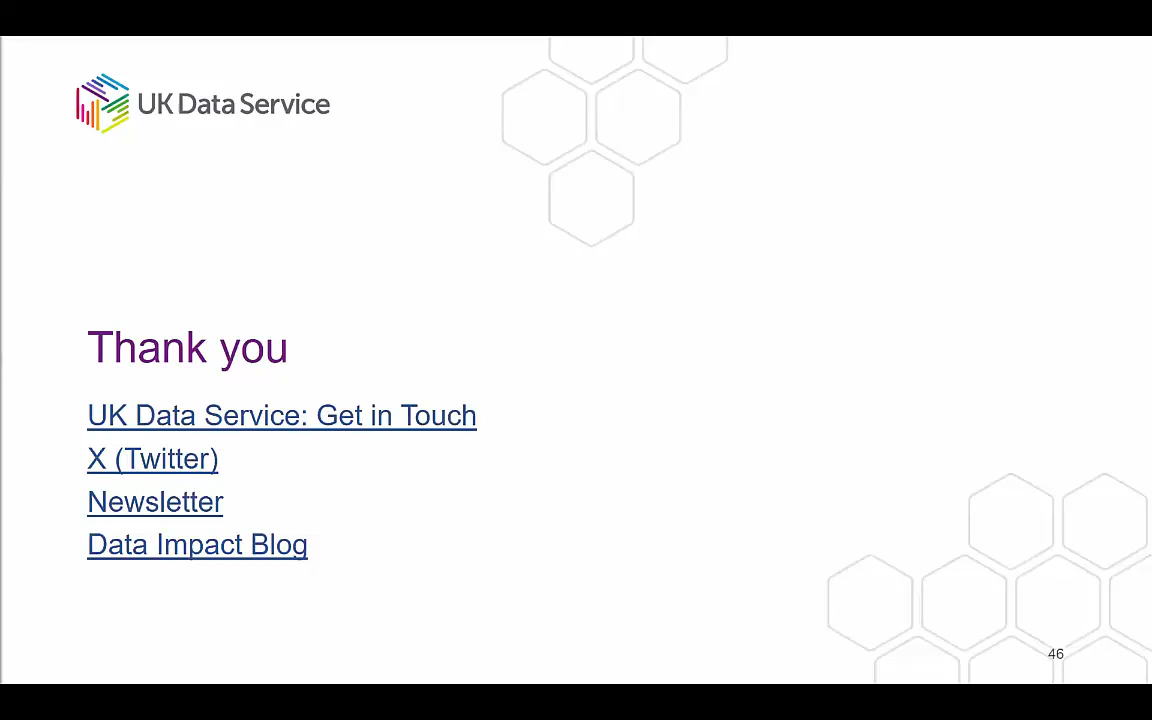 UK Data Service
Thank you
UK Data Service: Get in Touch
X (Twitter)
Newsletter
Data Impact Blog
46